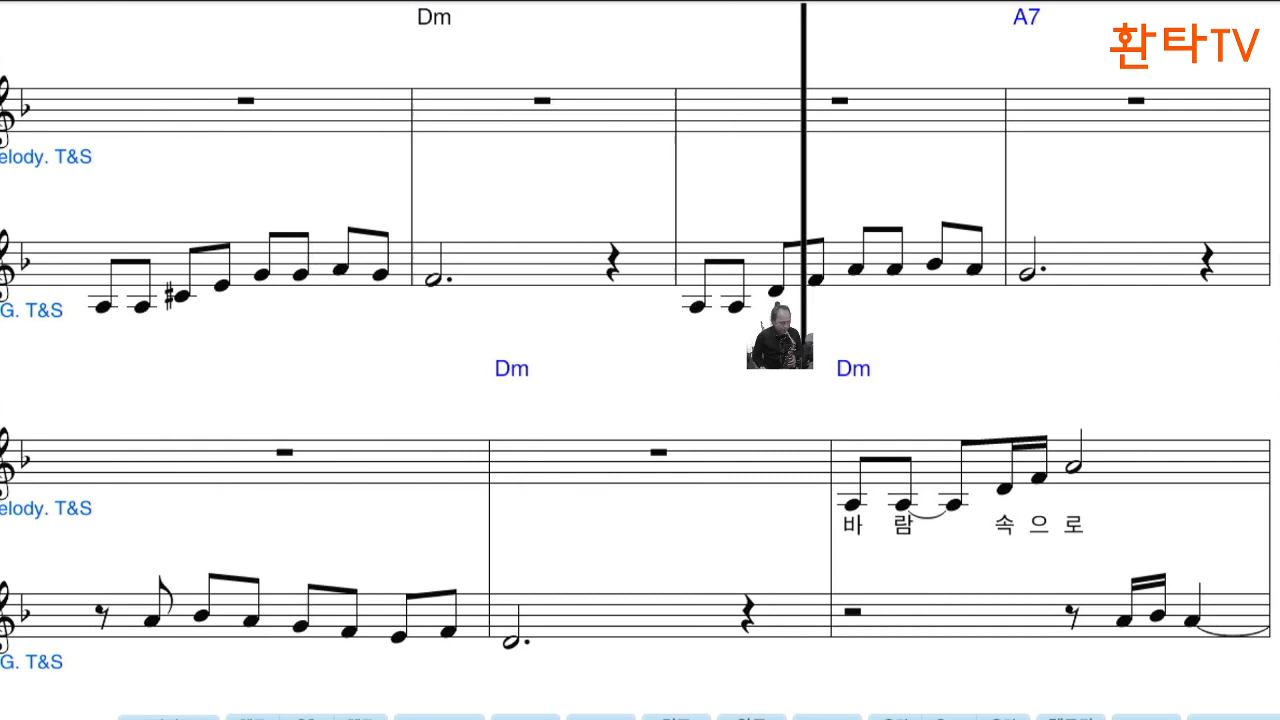 Dm A7
환타TV
elody. T&S
G. T&S
Dm Dm
elody. T&S
바 람 속 으 로
G. T&S